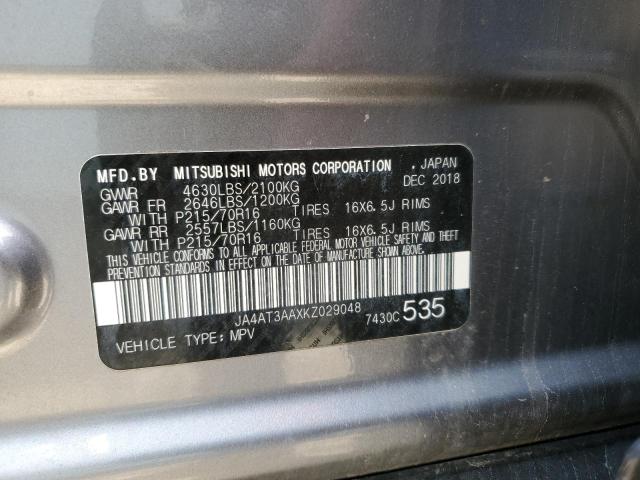 MFD.BY MITSUBISHI MOTORS CORPORATION , JAPAN
GVWR 4630LBS/2100KG DEC 2018
GAWR FR 2646LBS/1200KG
WITH P215/70R16 TIRES 16X6.5J RIMS
GAWR RR 2557LBS/1160KG
WITH P215/70R16 TIRES 16X6.5J RIMS
THIS VEHICLE CONFORMS TO ALL APPLICABLE FEDERAL MOTOR VEHICLE SAFETY AND THEFT
PREVENTION STANDARDS IN EFFECT ON THE DATE OF MANUFACTURE SHOWN ABOVE.
JA4AT3AAXKZ029048 7430C 535
VEHICLE TYPE: MPV